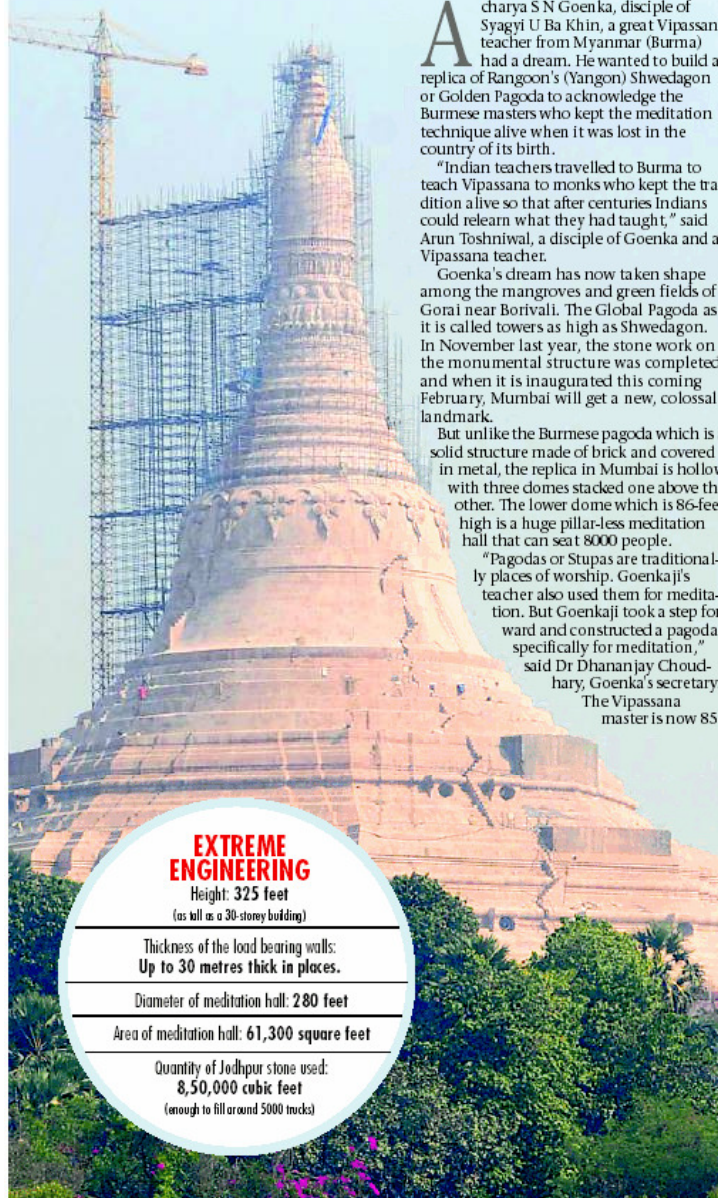 Acharya S N Goenka, disciple of
Syagyi U Ba Khin, a great Vipassan
teacher from Myanmar (Burma)
had a dream. He wanted to build a
replica of Rangoon's (Yangon) Shwedagon
or Golden Pagoda to acknowledge the
Burmese masters who kept the meditation
technique alive when it was lost in the
country of its birth.
"Indian teachers travelled to Burma to
teach Vipassana to monks who kept the tra
dition alive so that after centuries Indians
could relearn what they had taught," said
Arun Toshniwal, a disciple of Goenka and a
Vipassana teacher.
Goenka's dream has now taken shape
among the mangroves and green fields of
Gorai near Borivali. The Global Pagoda as
it is called towers as high as Shwedagon.
In November last year, the stone work on
the monumental structure was completed
and when it is inaugurated this coming
February, Mumbai will get a new, colossal
landmark.
But unlike the Burmese pagoda which is
solid structure made of brick and covered
in metal, the replica in Mumbai is hollow
with three domes stacked one above th
other. The lower dome which is 86-fee
high is a huge pillar-less meditation
hall that can seat 8000 people.
"Pagodas or Stupas are traditional-
ly places of worship. Goenkaji's
teacher also used them for medita-
tion. But Goenkaji took a step for
ward and constructed a pagoda
specifically for meditation,"
said Dr Dhananjay Choud-
hary, Goenka's secretary
The Vipassana
master is now 85
EXTREME
ENGINEERING
Height: 325 feet
(as tall as a 30-storey building)
Thickness of the load bearing walls:
Up to 30 metres thick in places.
Diameter of meditation hall: 280 feet
Area of meditation hall: 61,300 square feet
Quantity of Jodhpur stone used:
8,50,000 cubic feet
(enough to fill around 5000 trucks)